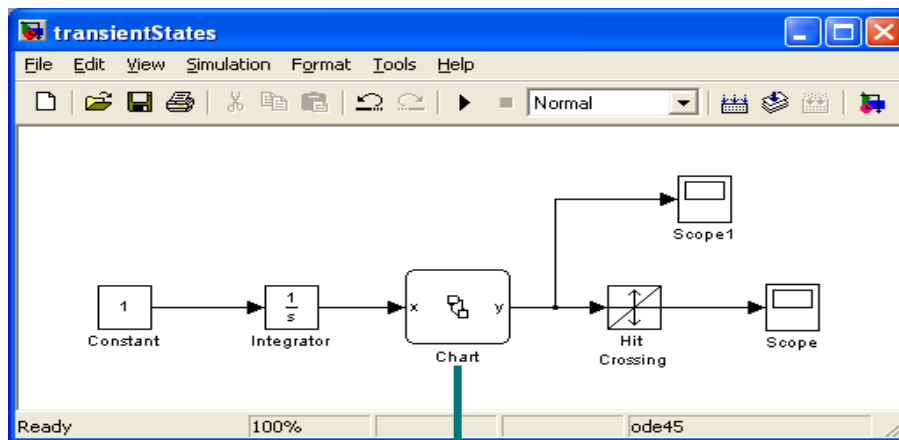 transientStates
File Edit View Simulation Format Tools Help
Normal
Scope1
1
Constant
1
s
Integrator
x
y
Chart
Hit
Crossing
Scope
Ready 100% ode45